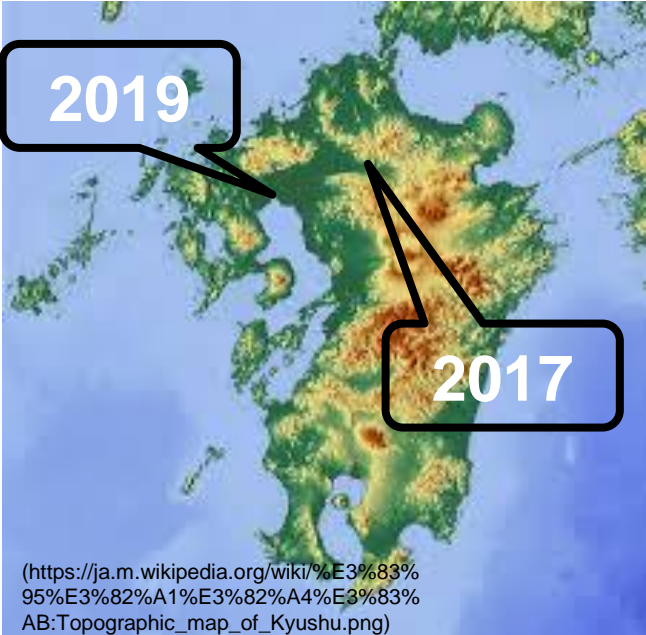 2019
2017
(https://ja.m.wikipedia.org/wiki/%E3%83%
95%E3%82%A1%E3%82%A4%E3%83%
AB:Topographic_map_of_Kyushu.png)